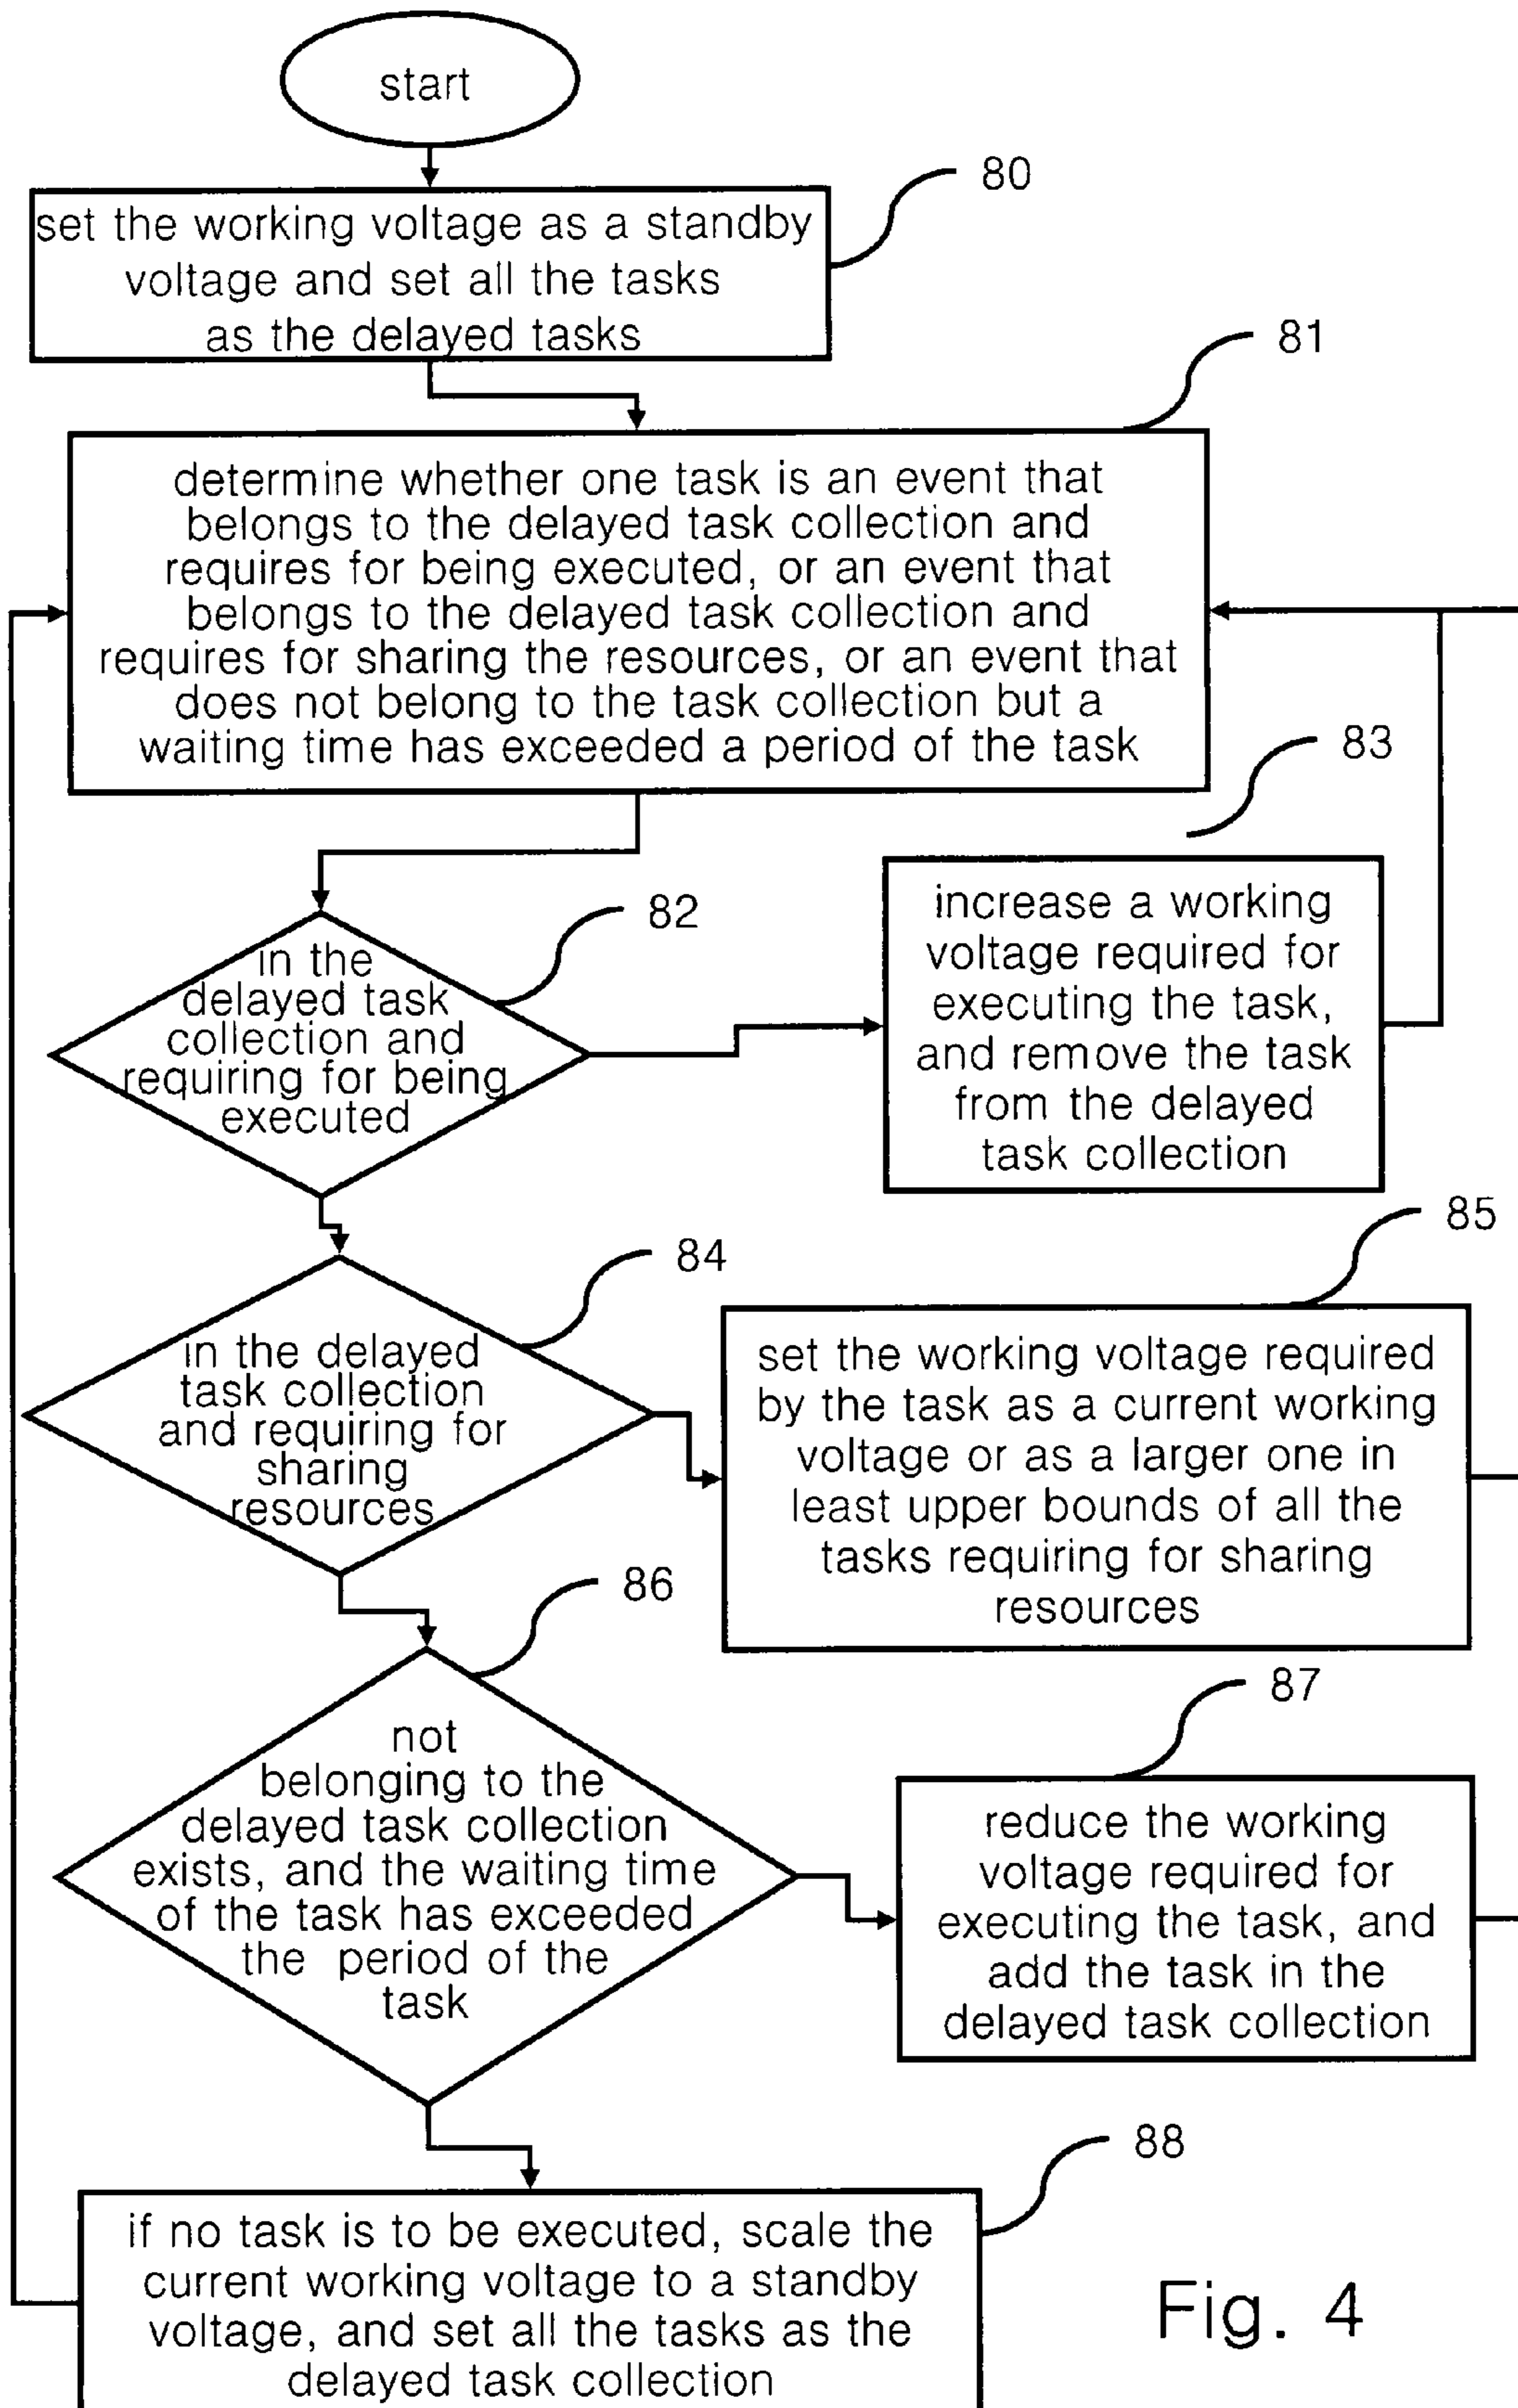 start
80
set the working voltage as a standby
voltage and set all the tasks
as the delayed tasks
81
determine whether one task is an event that
belongs to the delayed task collection and
requires for being executed, or an event that
belongs to the delayed task collection and
requires for sharing the resources, or an event that
does not belong to the task collection but a
waiting time has exceeded a period of the task
82
in the
delayed task
collection and
requiring for being
executed
83
increase a working
voltage required for
executing the task,
and remove the task
from the delayed
task collection
84
in the delayed
task collection
and requiring for
sharing
resources
85
set the working voltage required
by the task as a current working
voltage or as a larger one in
least upper bounds of all the
tasks requiring for sharing
resources
86
not
belonging to the
delayed task collection
exists, and the waiting time
of the task has exceeded
the period of the
task
87
reduce the working
voltage required for
executing the task, and
add the task in the
delayed task collection
88
if no task is to be executed, scale the
current working voltage to a standby
voltage, and set all the tasks as the
delayed task collection
Fig. 4